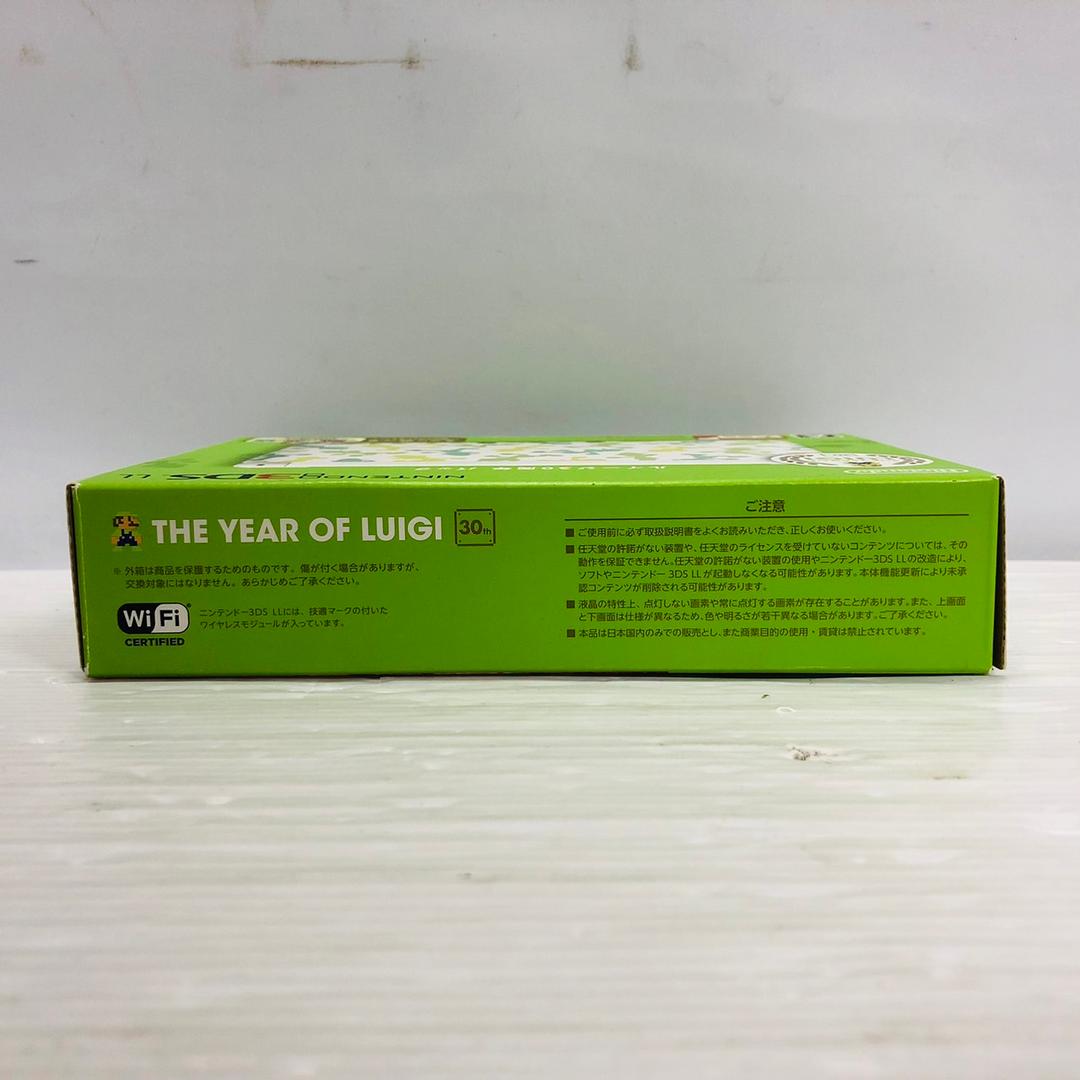 NINTENDO3DS LL
ルイージ30周年 パック
THE YEAR OF LUIGI 30th
※ 外箱は商品を保護するためのものです。傷が付く場合がありますが、
交換対象にはなりません。あらかじめご了承ください。
Wi Fi
CERTIFIED
ニンテンドー3DS LLには、技適マークの付いた
ワイヤレスモジュールが入っています。
ご注意
■ ご使用前に必ず取扱説明書をよくお読みいただき、正しくお使いください。
■ 任天堂の許諾がない装置や、任天堂のライセンスを受けていないコンテンツについては、その
動作を保証できません。任天堂の許諾がない装置の使用やニンテンドー3DS LLの改造により、
ソフトやニンテンドー3DS LLが起動しなくなる可能性があります。本体機能更新により未承
認コンテンツが削除される可能性があります。
■ 液晶の特性上、点灯しない画素や常に点灯する画素が存在することがあります。また、上画面
と下画面は仕様が異なるため、色や明るさが若干異なる場合があります。ご了承ください。
■ 本品は日本国内のみでの販売とし、また商業目的の使用・賃貸は禁止されています。